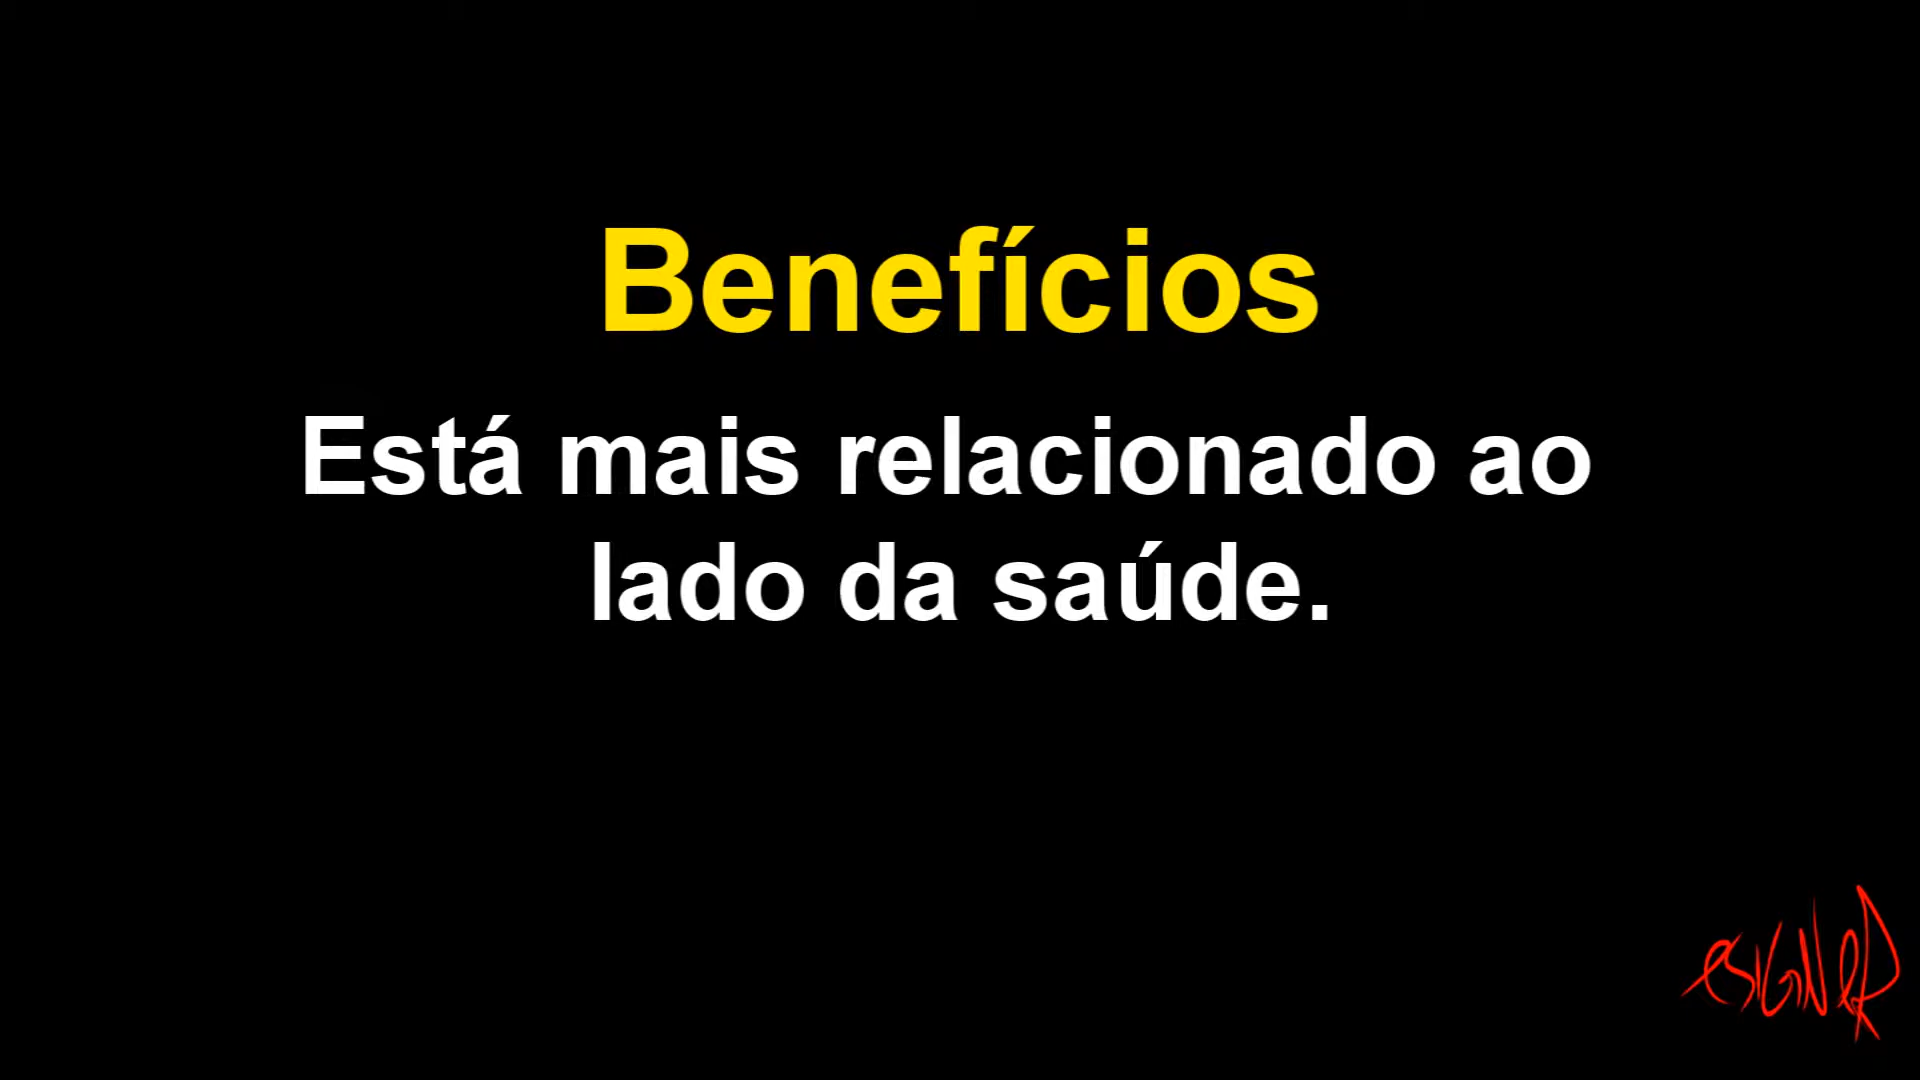 Benefícios
Está mais relacionado ao
lado da saúde.